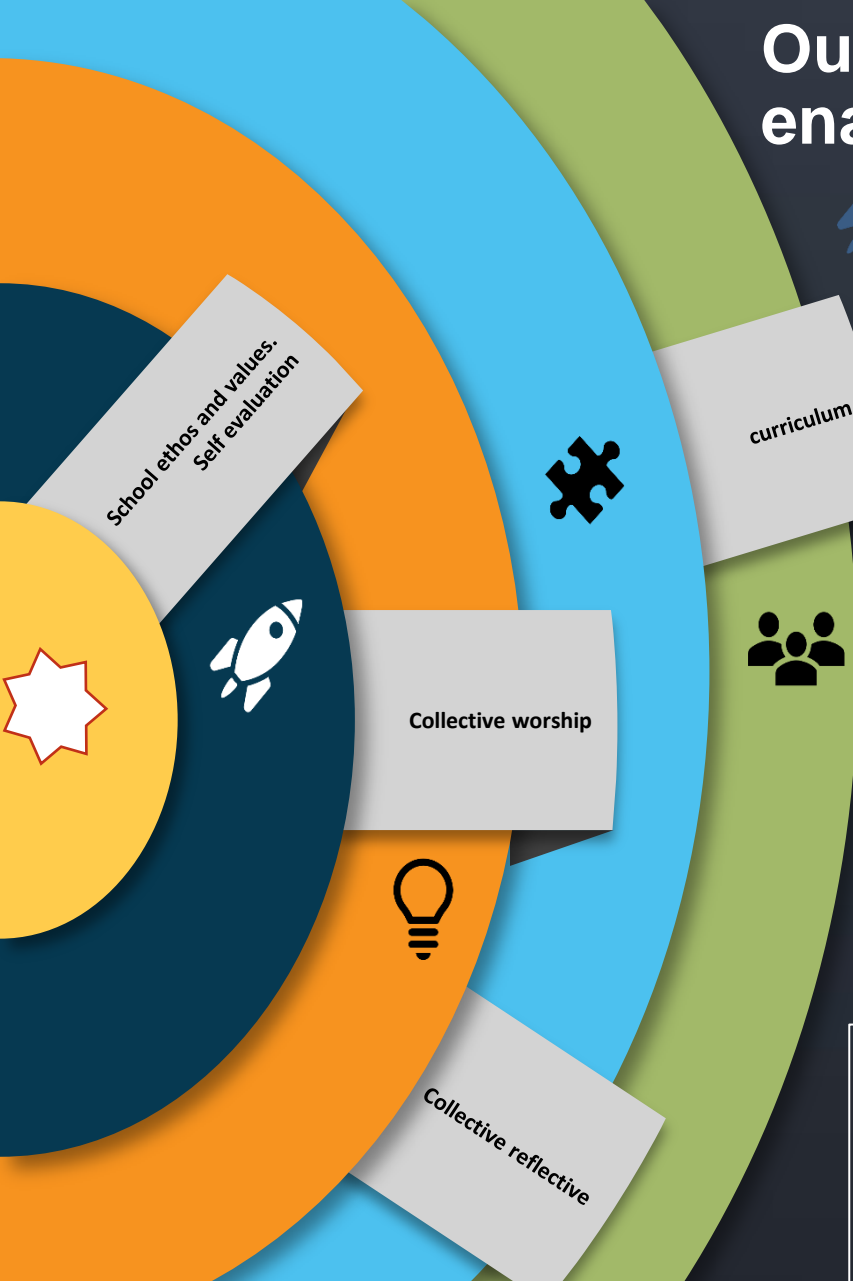 Ou
ena
School ethos and values.
Self evaluation
curriculum
Collective worship
Collective reflective